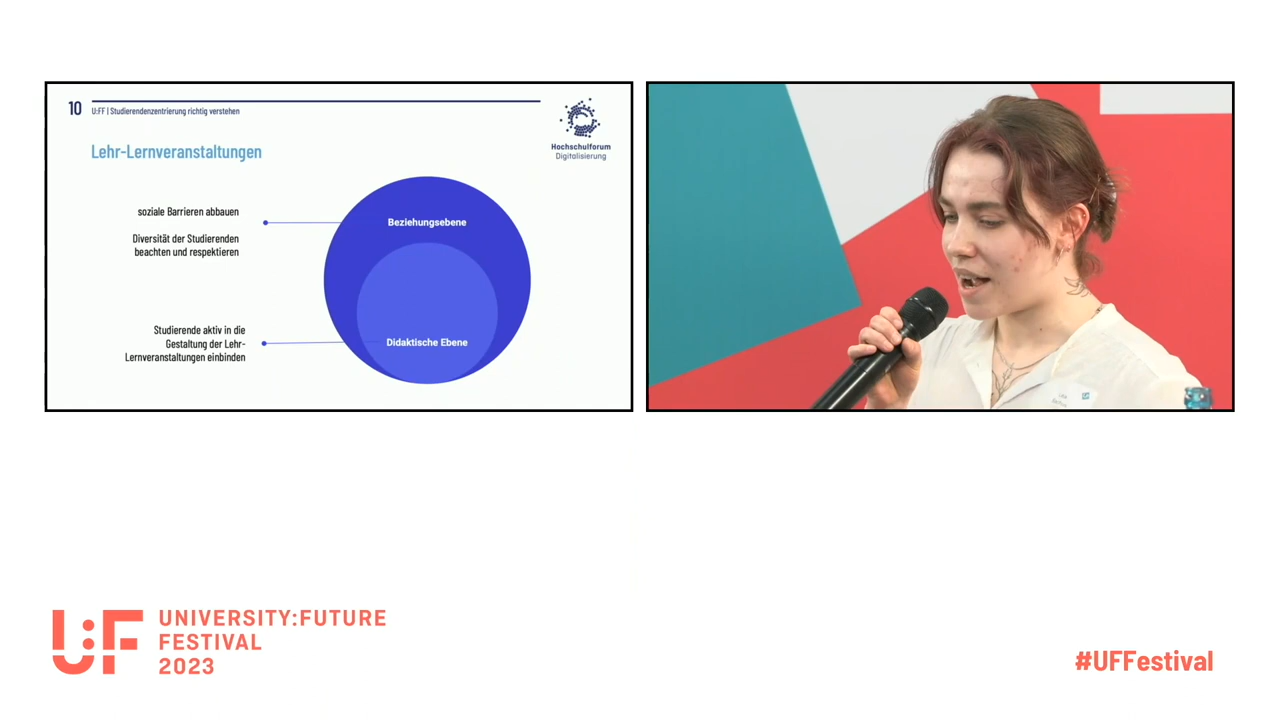 10
U:FF | Studierendenzentrierung richtig verstehen
Hochschulforum
Digitalisierung
Lehr-Lernveranstaltungen
soziale Barrieren abbauen
Diversität der Studierenden
beachten und respektieren
Beziehungsebene
Studierende aktiv in die
Gestaltung der Lehr-
Lernveranstaltungen einbinden
Didaktische Ebene
U:F
UNIVERSITY:FUTURE
FESTIVAL
2023
#UFFestival